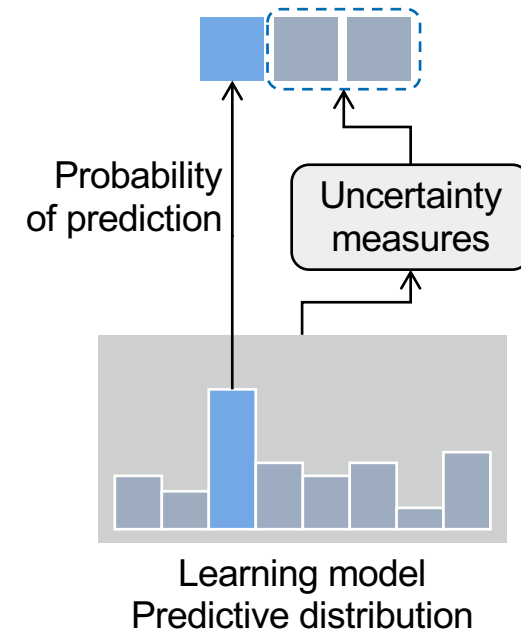 Probability
of prediction
Uncertainty
measures
Learning model
Predictive distribution